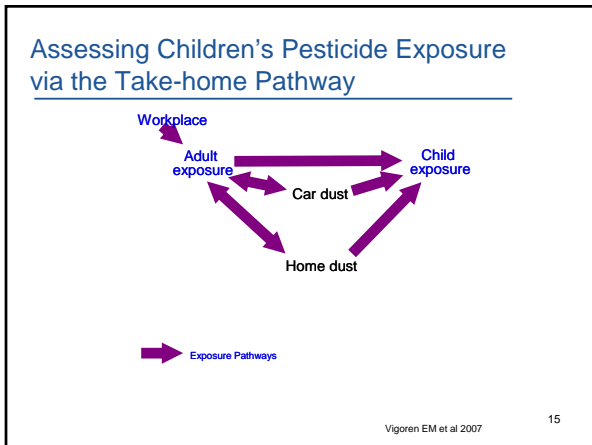 Assessing Children's Pesticide Exposure
via the Take-home Pathway
Workplace
Adult
exposure
Child
exposure
Car dust
Home dust
Exposure Pathways
Vigoren EM et al 2007
15